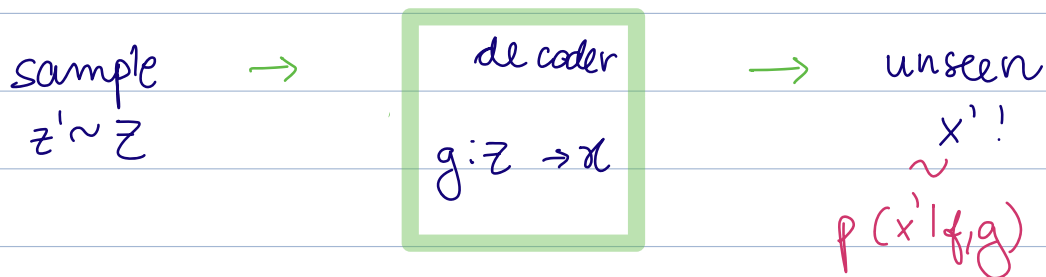 sample → decoder → unseen
z' ~ Z
x' !
g: Z → x
~
p(x'|f,g)